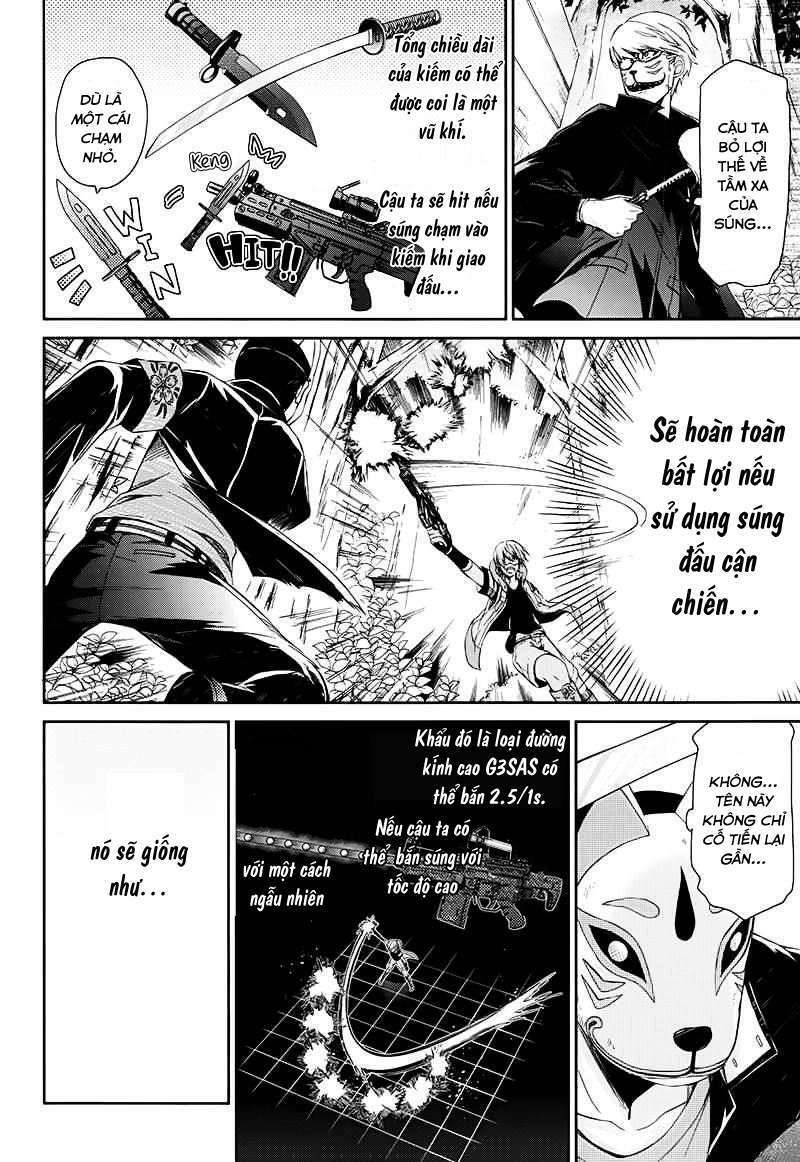 CẬU TA
BỎ LỢI
THẾ VỀ
TẦM XA
CỦA
SÚNG...
Tổng chiều dài
của kiếm có thể
được coi là một
vũ khí.
DÙ LÀ
MỘT CÁI
CHẠM
NHỎ.
Keng
Cậu ta sẽ hit nếu
súng chạm vào
kiếm khi giao
đấu...
WIN
HIT!!
Sẽ hoàn toàn
bất lợi nếu
sử dụng súng
đấu cận
chiến...
KHÔNG...
TÊN NÀY
KHÔNG CHỈ
CỐ TIẾN LẠI
GẦN...
Khẩu đó là loại đường
kính cao G3SAS có
thể bắn 2.5/1s.
Nếu cậu ta có
thể bắn súng với
tốc độ cao
với một cách
ngẫu nhiên
nó sẽ giống
như...